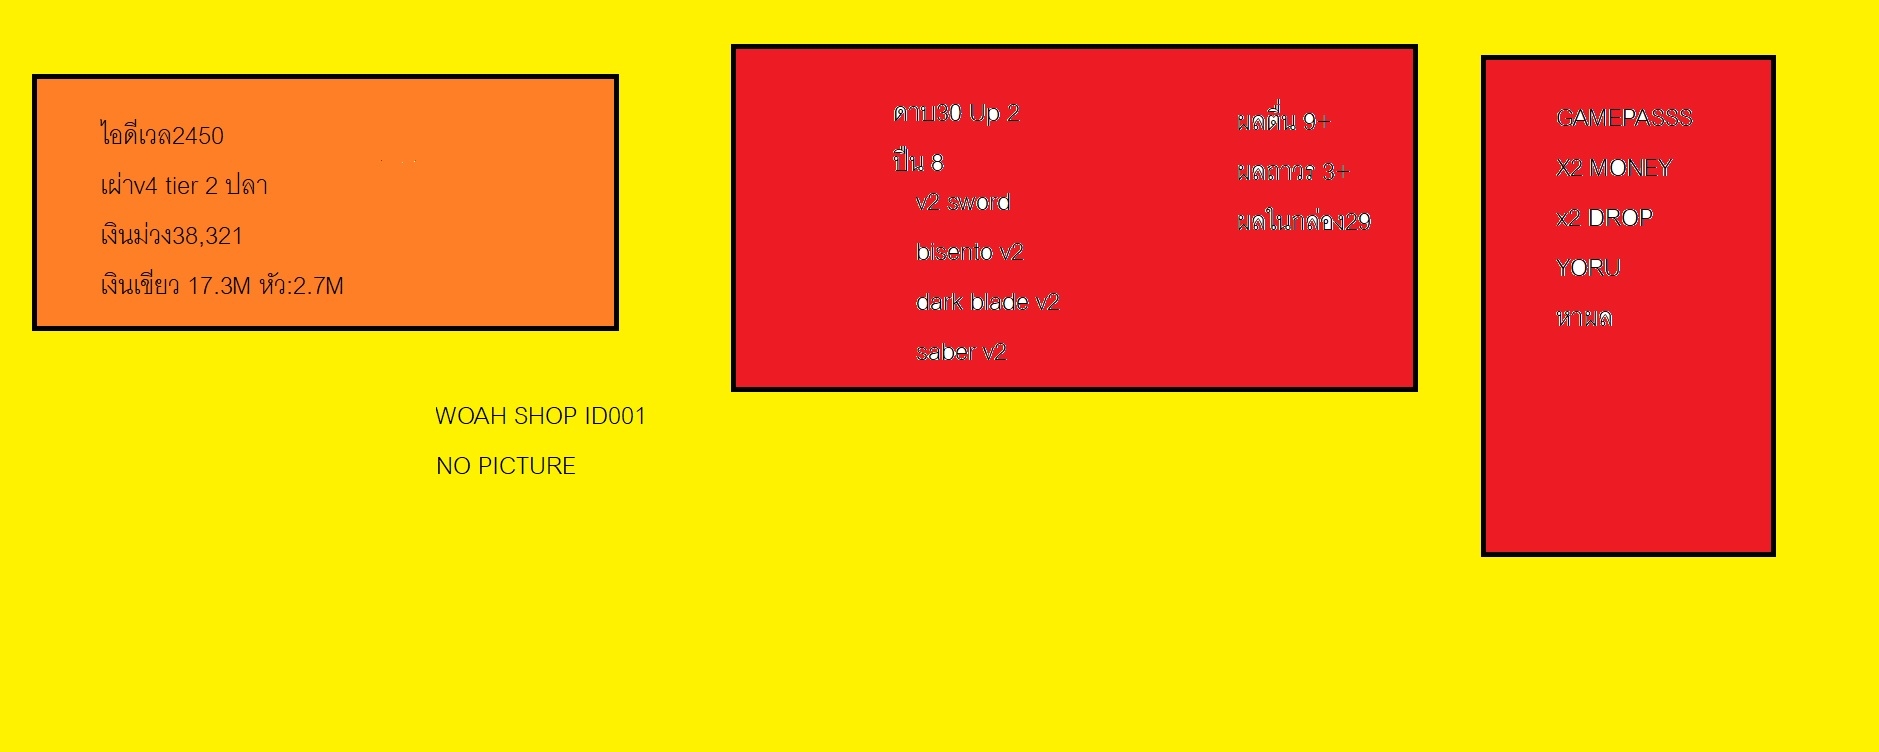 ไอดีเวล2450
เผ่าv4 tier 2 ปลา
เงินม่วง38,321
เงินเขียว 17.3M หัว:2.7M
ดาบ30 Up 2
ปืน 8
v2 sword
bisento v2
dark blade v2
saber v2
ผลตื่น 9+
ผลถาวร 3+
ผลในกล่อง29
GAMEPASSS
X2 MONEY
x2 DROP
YORU
หาผล
WOAH SHOP ID001
NO PICTURE